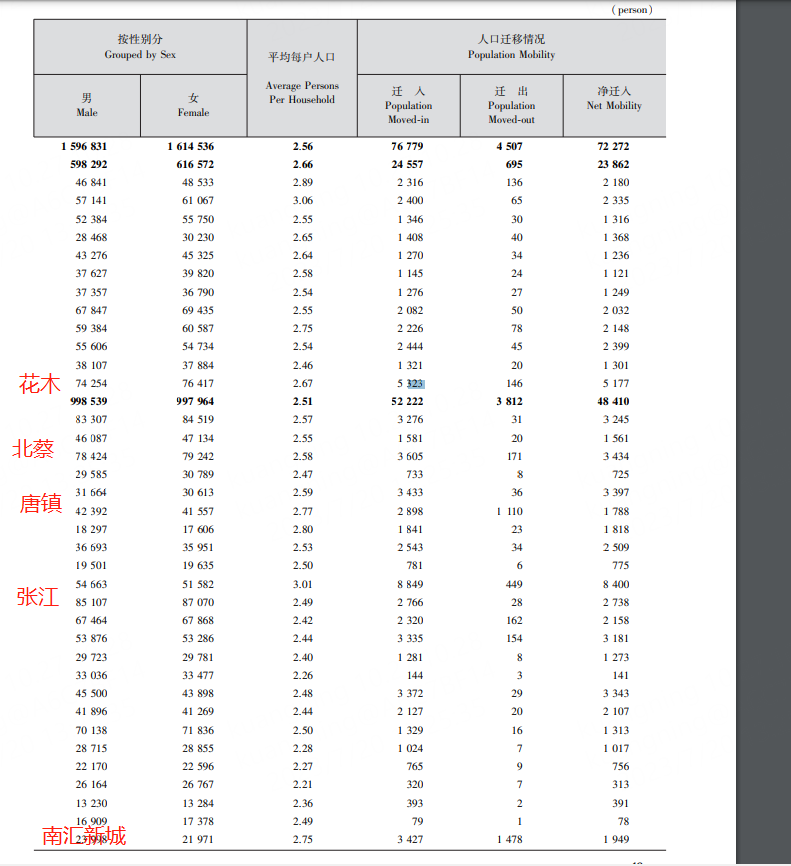 ( person )
按性别分
Grouped by Sex
平均每户人口
Average Persons
Per Household
人口迁移情况
Population Mobility
男
Male
女
Female
迁 入
Population
Moved-in
迁 出
Population
Moved-out
净迁入
Net Mobility
1 596 831 1 614 536 2.56 76 779 4 507 72 272
598 292 616 572 2.66 24 557 695 23 862
46 841 48 533 2.89 2 316 136 2 180
57 141 61 067 3.06 2 400 65 2 335
52 384 55 750 2.55 1 346 30 1 316
28 468 30 230 2.65 1 408 40 1 368
43 276 45 325 2.64 1 270 34 1 236
37 627 39 820 2.58 1 145 24 1 121
37 357 36 790 2.54 1 276 27 1 249
67 847 69 435 2.55 2 082 50 2 032
59 384 60 587 2.75 2 226 78 2 148
55 606 54 734 2.54 2 444 45 2 399
38 107 37 884 2.46 1 321 20 1 301
花木 74 254 76 417 2.67 5 323 146 5 177
998 539 997 964 2.51 52 222 3 812 48 410
83 307 84 519 2.57 3 276 31 3 245
46 087 47 134 2.55 1 581 20 1 561
北蔡 78 424 79 242 2.58 3 605 171 3 434
29 585 30 789 2.47 733 8 725
31 664 30 613 2.59 3 433 36 3 397
唐镇 42 392 41 557 2.77 2 898 1 110 1 788
18 297 17 606 2.80 1 841 23 1 818
36 693 35 951 2.53 2 543 34 2 509
19 501 19 635 2.50 781 6 775
张江 54 663 51 582 3.01 8 849 449 8 400
85 107 87 070 2.49 2 766 28 2 738
67 464 67 868 2.42 2 320 162 2 158
53 876 53 286 2.44 3 335 154 3 181
29 723 29 781 2.40 1 281 8 1 273
33 036 33 477 2.26 144 3 141
45 500 43 898 2.48 3 372 29 3 343
41 896 41 269 2.44 2 127 20 2 107
70 138 71 836 2.50 1 329 16 1 313
28 715 28 855 2.28 1 024 7 1 017
22 170 22 596 2.27 765 9 756
26 164 26 767 2.21 320 7 313
13 230 13 284 2.36 393 2 391
16 909 17 378 2.49 79 1 78
南汇新城 21 971 2.75 3 427 1 478 1 949